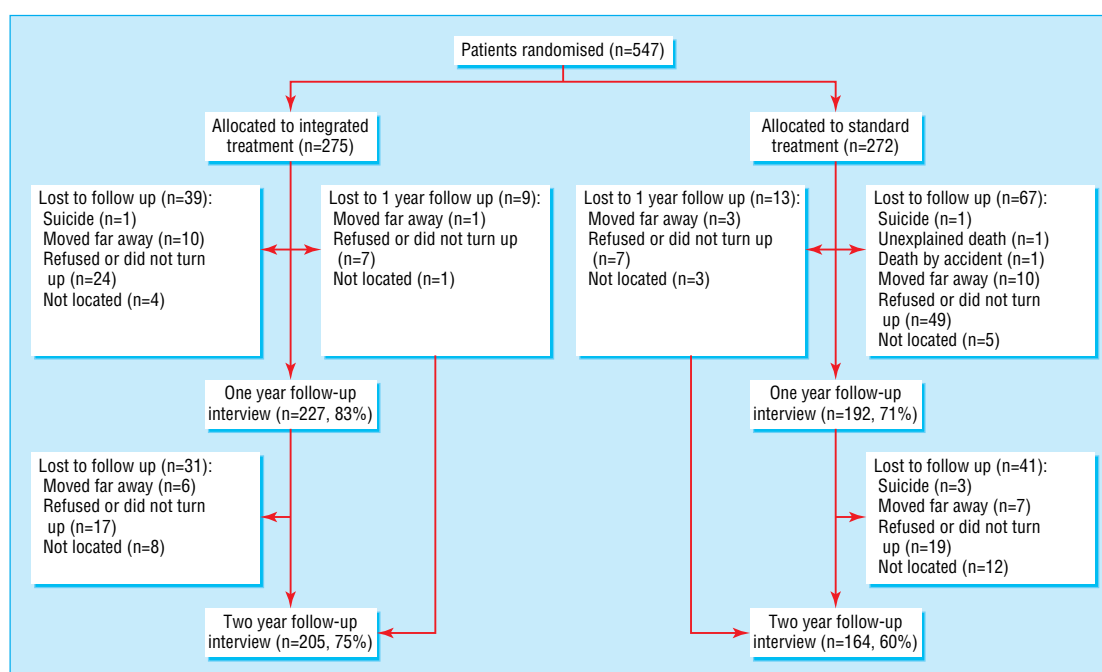 Patients randomised (n=547)
Allocated to integrated
treatment (n=275)
Allocated to standard
treatment (n=272)
Lost to follow up (n=39):
Suicide (n=1)
Moved far away (n=10)
Refused or did not turn
up (n=24)
Not located (n=4)
Lost to 1 year follow up (n=9):
Moved far away (n=1)
Refused or did not turn up
(n=7)
Not located (n=1)
Lost to 1 year follow up (n=13):
Moved far away (n=3)
Refused or did not turn up
(n=7)
Not located (n=3)
Lost to follow up (n=67):
Suicide (n=1)
Unexplained death (n=1)
Death by accident (n=1)
Moved far away (n=10)
Refused or did not turn
up (n=49)
Not located (n=5)
One year follow-up
interview (n=227, 83%)
One year follow-up
interview (n=192, 71%)
Lost to follow up (n=31):
Moved far away (n=6)
Refused or did not turn
up (n=17)
Not located (n=8)
Lost to follow up (n=41):
Suicide (n=3)
Moved far away (n=7)
Refused or did not turn
up (n=19)
Not located (n=12)
Two year follow-up
interview (n=205, 75%)
Two year follow-up
interview (n=164, 60%)